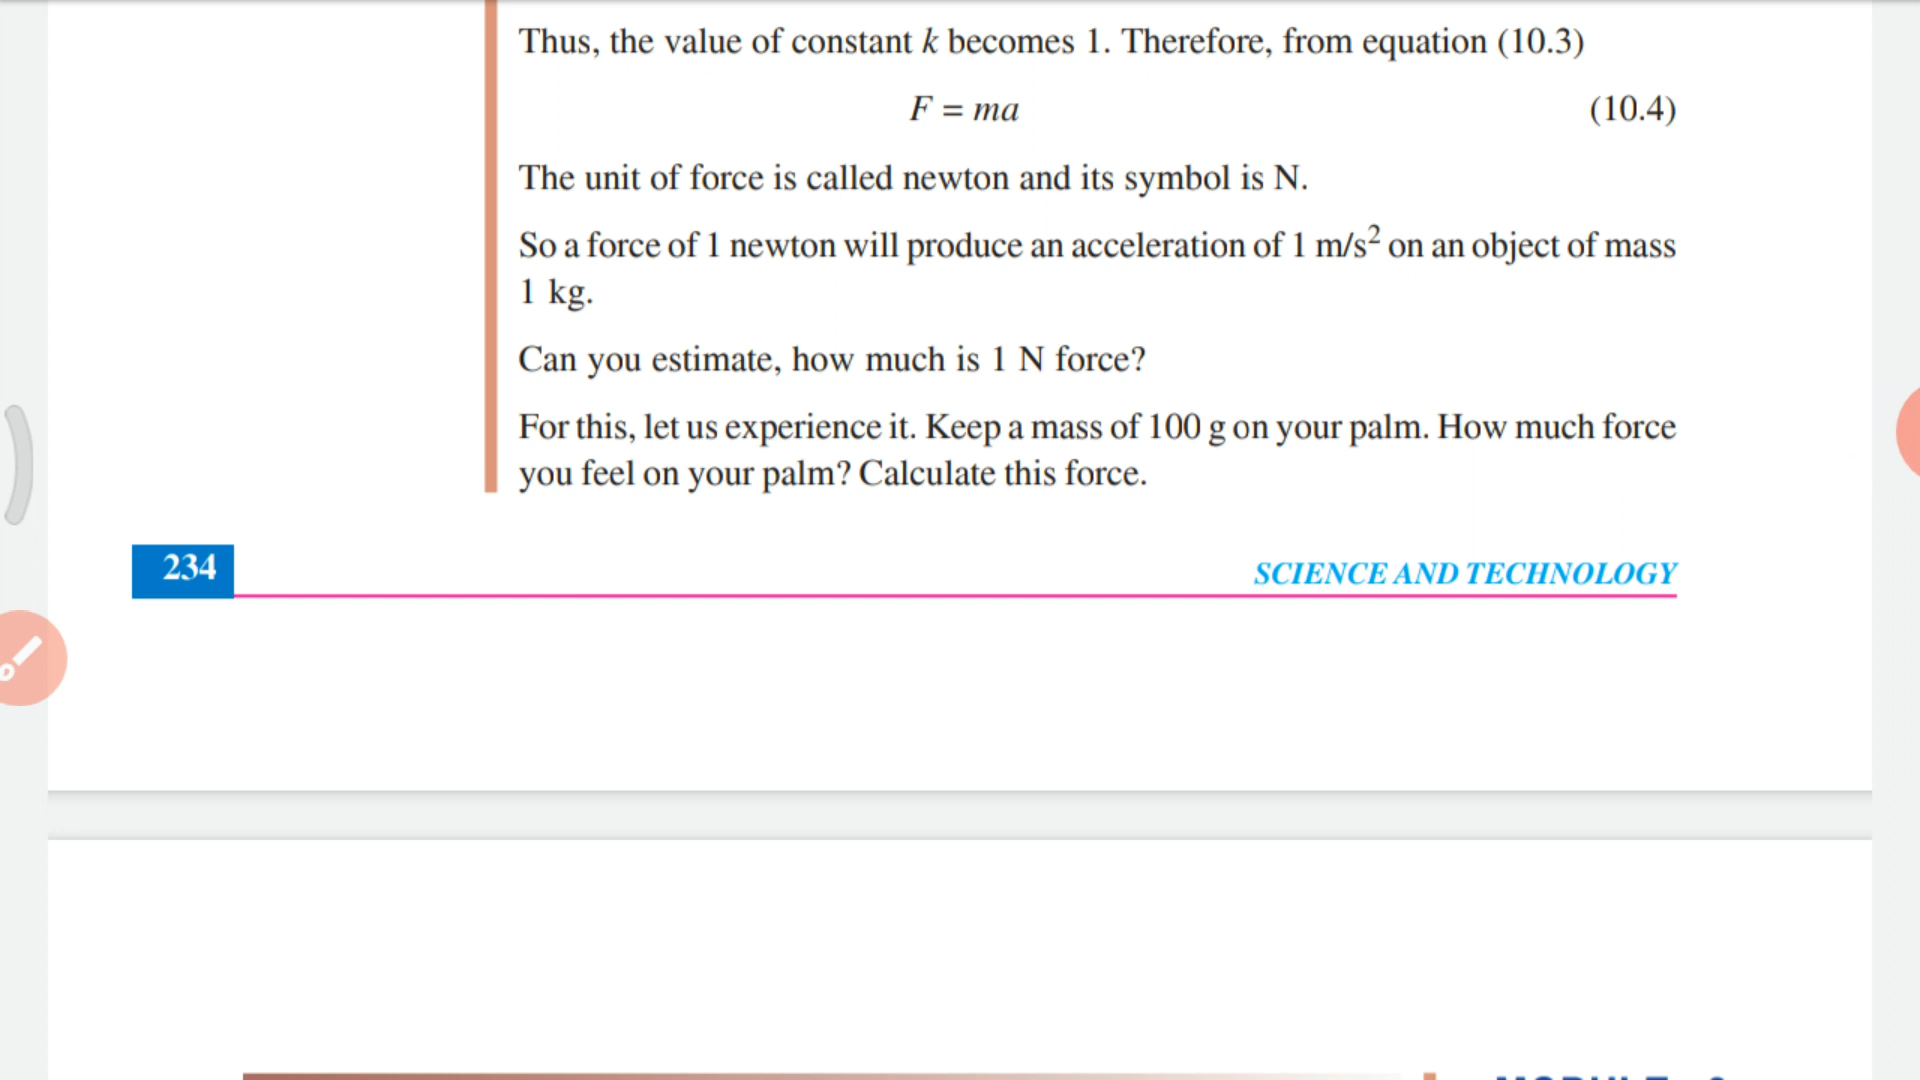 Thus, the value of constant k becomes 1. Therefore, from equation (10.3)
F = ma (10.4)
The unit of force is called newton and its symbol is N.
So a force of 1 newton will produce an acceleration of 1 m/s² on an object of mass
1 kg.
Can you estimate, how much is 1 N force?
For this, let us experience it. Keep a mass of 100 g on your palm. How much force
you feel on your palm? Calculate this force.
234
SCIENCE AND TECHNOLOGY